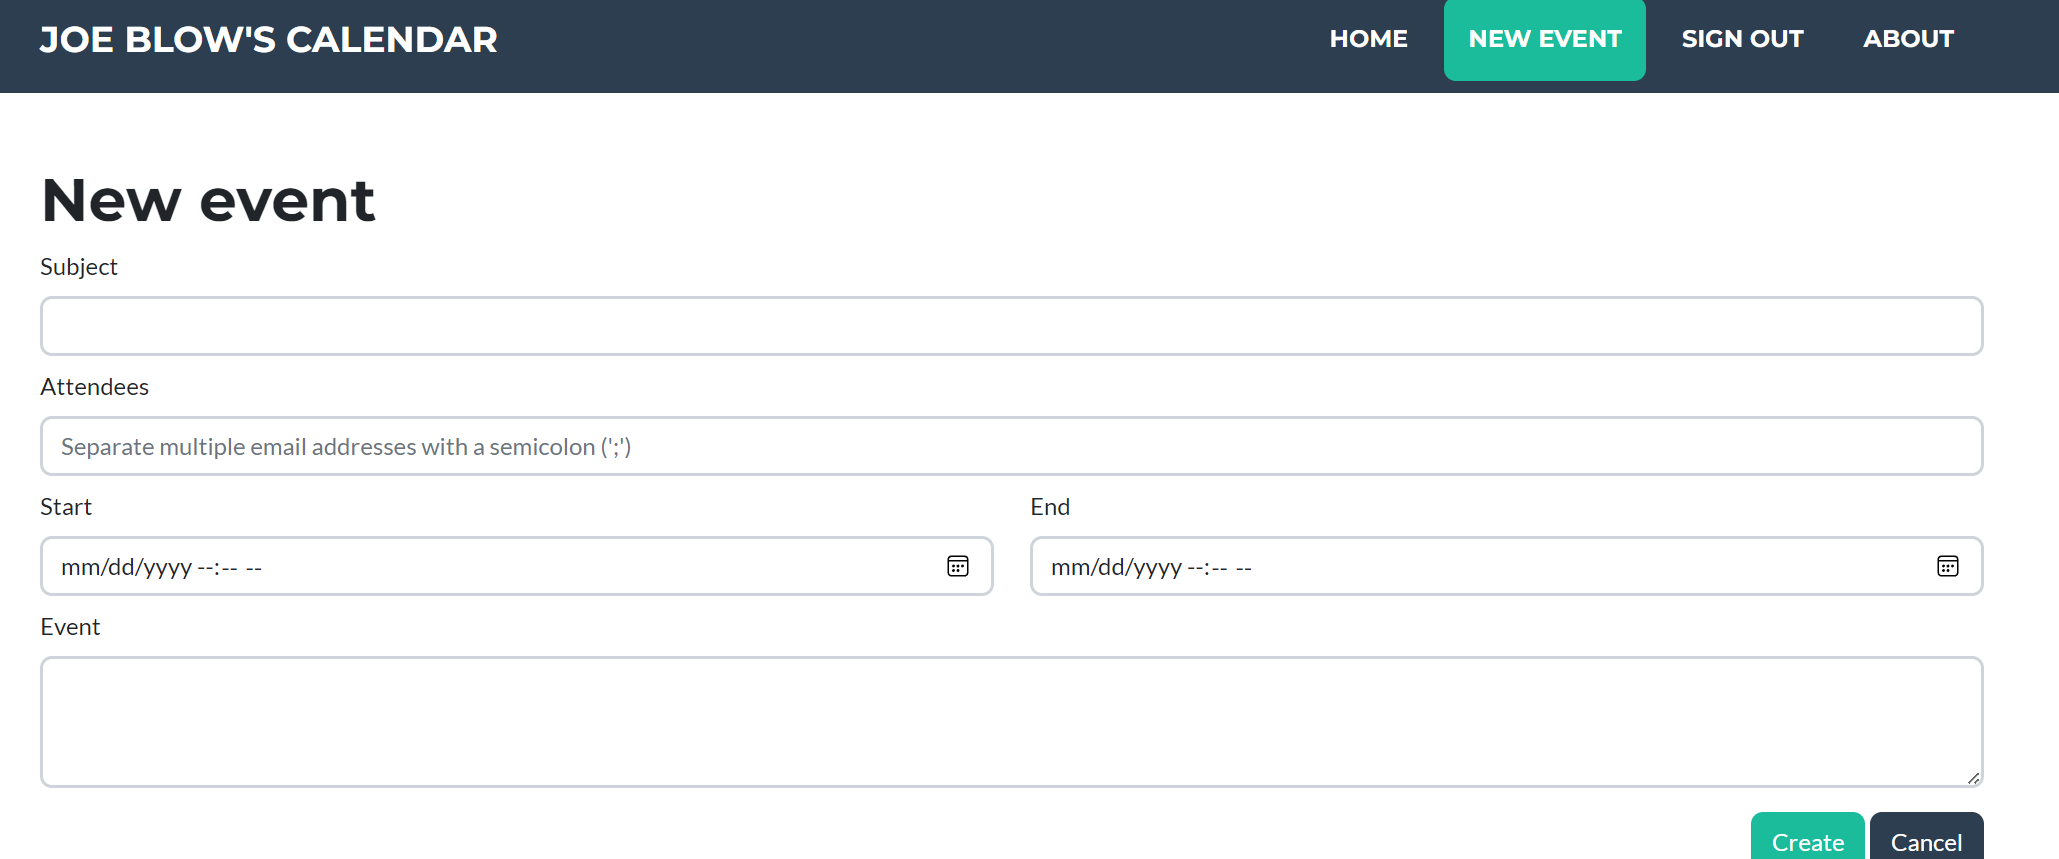 JOE BLOW'S CALENDAR
HOME NEW EVENT SIGN OUT ABOUT
New event
Subject
Attendees
Separate multiple email addresses with a semicolon (';')
Start End
mm/dd/yyyy --:-- -- mm/dd/yyyy --:-- --
Event
Create Cancel